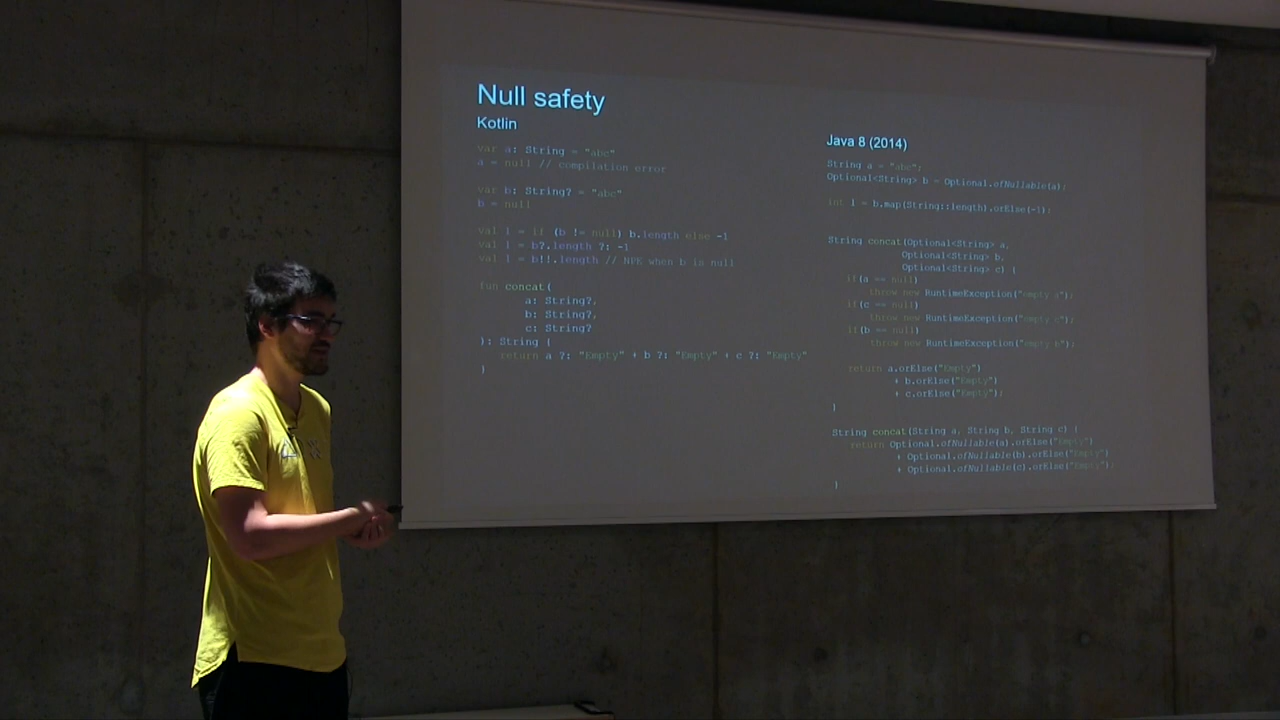 Null safety
Kotlin
var a: String = "abc"
a = null // compilation error
var b: String? = "abc"
b = null
val l = if (b != null) b.length else -1
val l = b?.length ?: -1
val l = b!!.length // NPE when b is null
fun concat(
a: String?,
b: String?,
c: String?
): String {
return a ?: "Empty" + b ?: "Empty" + c ?: "Empty"
}
Java 8 (2014)
String a = "abc";
Optional<String> b = Optional.ofNullable(a);
int l = b.map(String::length).orElse(-1);
String concat(Optional<String> a,
Optional<String> b,
Optional<String> c) {
if(a == null)
throw new RuntimeException("empty a");
if(c == null)
throw new RuntimeException("empty c");
if(b == null)
throw new RuntimeException("empty b");
return a.orElse("Empty")
+ b.orElse("Empty")
+ c.orElse("Empty");
}
String concat(String a, String b, String c) {
return Optional.ofNullable(a).orElse("Empty")
+ Optional.ofNullable(b).orElse("Empty")
+ Optional.ofNullable(c).orElse("Empty");
}